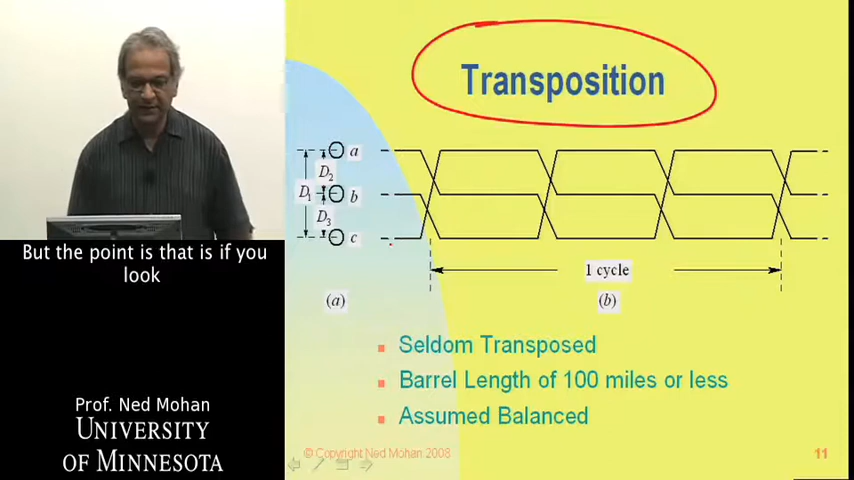 Transposition
a
D2
D1
b
D3
c
1 cycle
(a)
(b)
But the point is that is if you
look
Seldom Transposed
Barrel Length of 100 miles or less
Assumed Balanced
Prof. Ned Mohan
UNIVERSITY
OF MINNESOTA
© Copyright Ned Mohan 2008
11